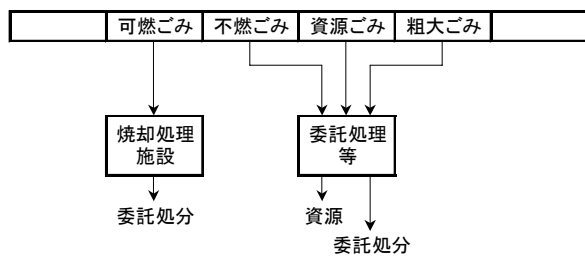 可燃ごみ 不燃ごみ 資源ごみ 粗大ごみ
焼却処理
施設
委託処理
等
委託処分
資源
委託処分